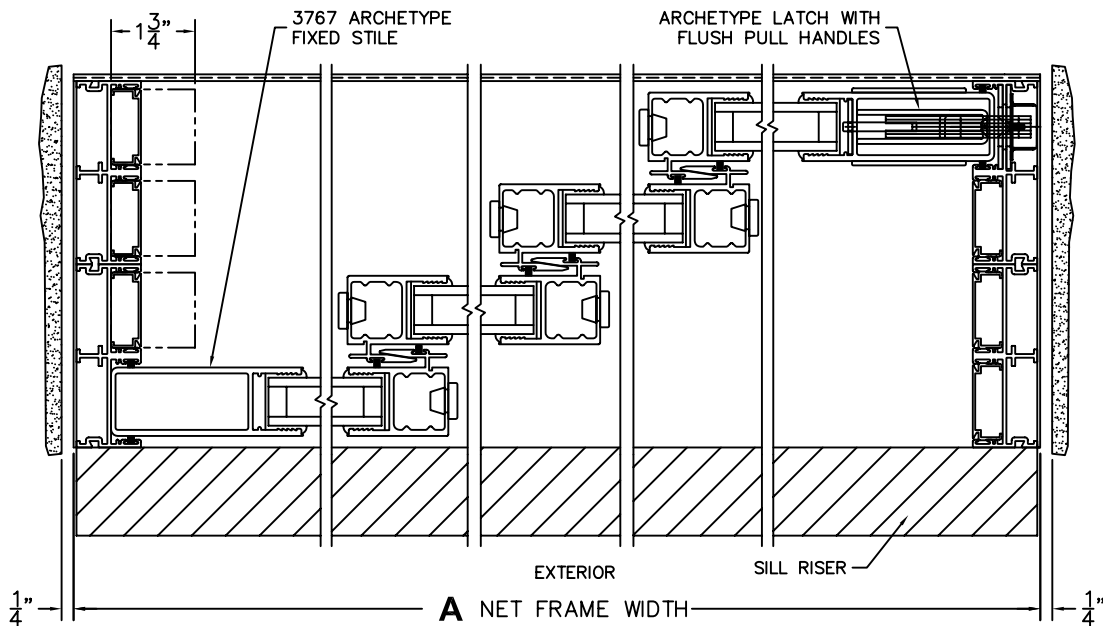 1 3/4"
3767 ARCHETYPE
FIXED STILE
ARCHETYPE LATCH WITH
FLUSH PULL HANDLES
EXTERIOR
SILL RISER
1/4"
A NET FRAME WIDTH
1/4"